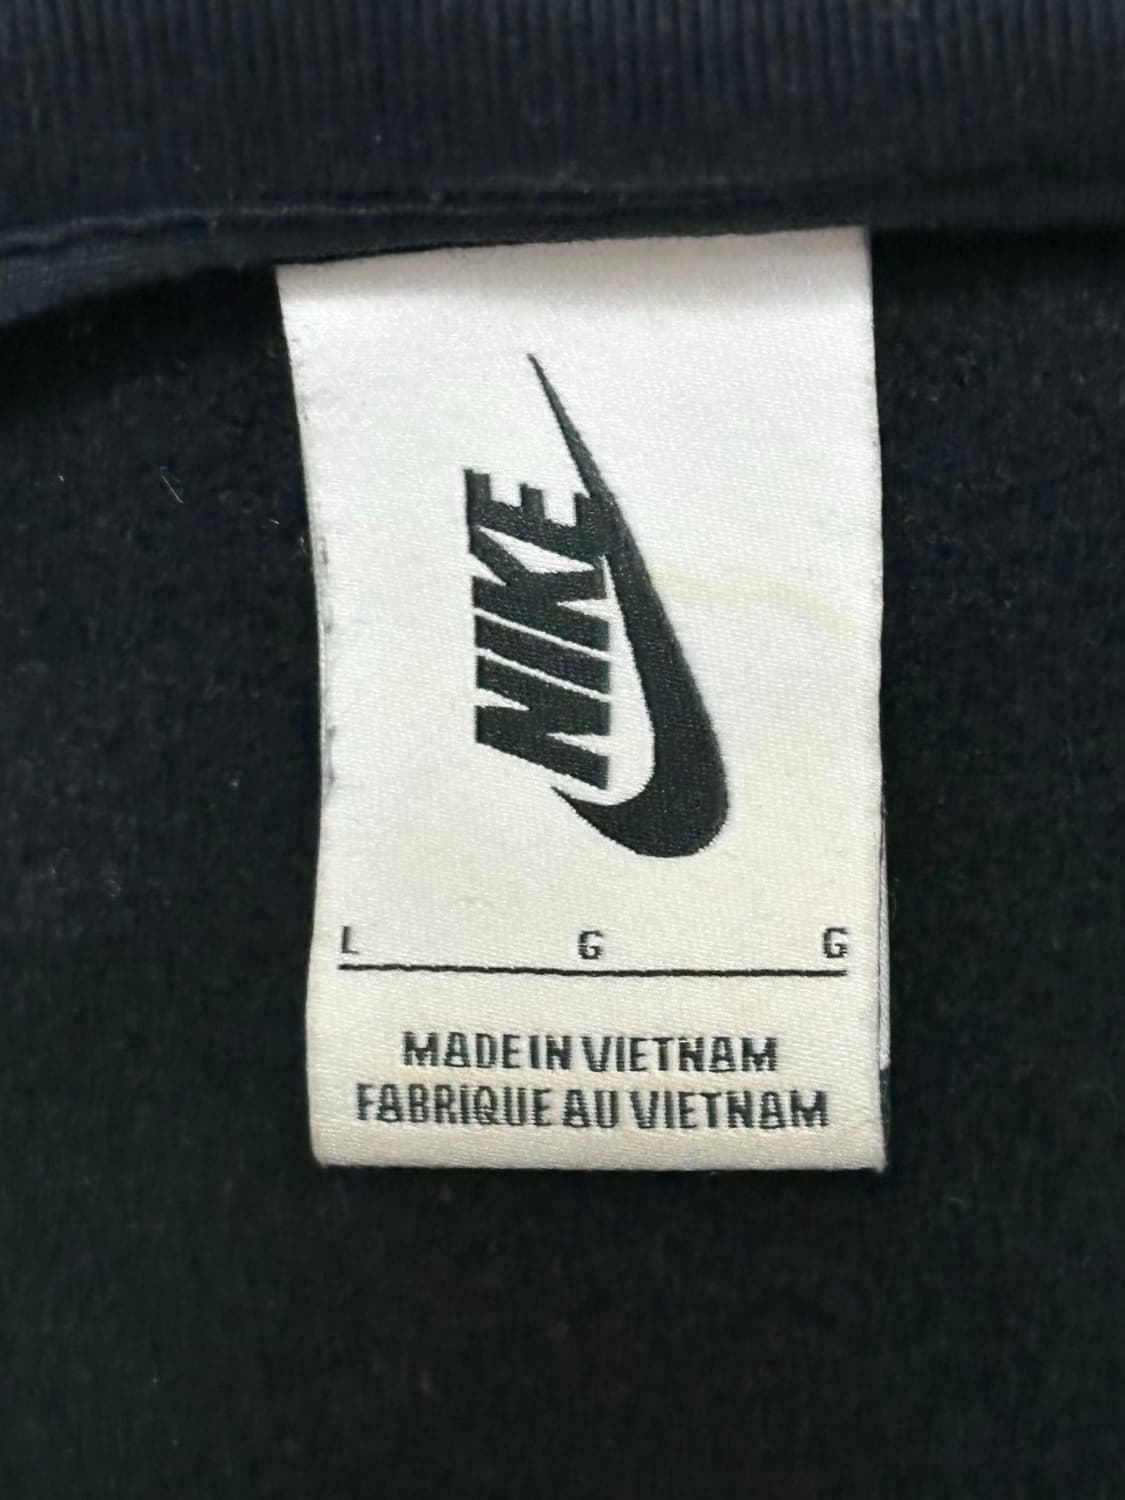 NIKE
L G G
MADE IN VIETNAM
FABRIQUE AU VIETNAM